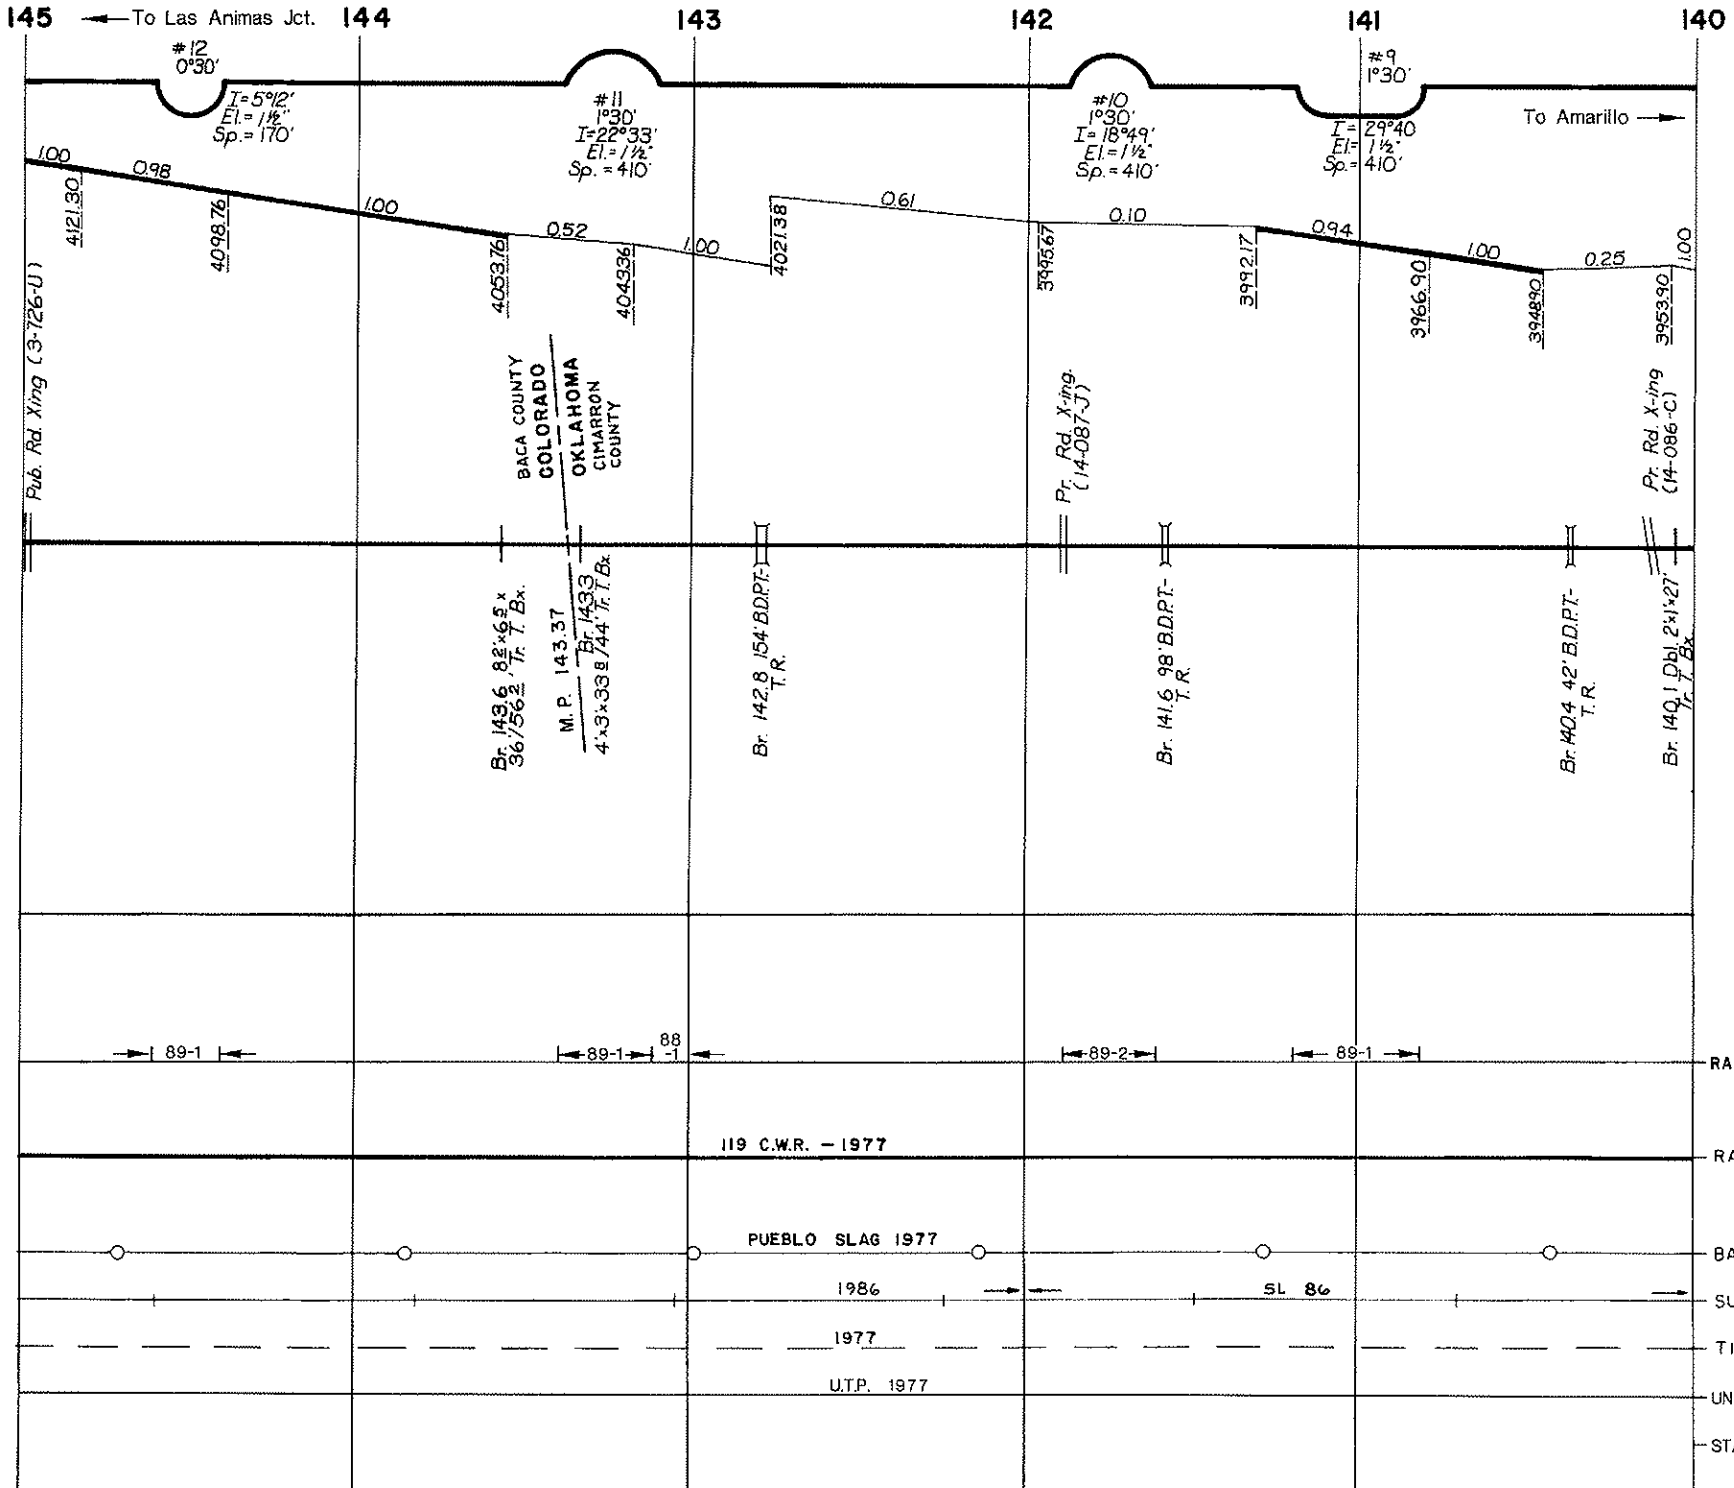 145 ← To Las Animas Jct. 144 143 142 141 140
#12
0°30'
I=5°12'
El.=1½"
Sp.=170'
#11
1°30'
I=22°33'
El.=1½"
Sp.=410'
#10
1°30'
I=18°49'
El.=1½"
Sp.=410'
#9
1°30'
I=29°40
El=1½"
Sp.=410'
To Amarillo →
1.00 0.98 1.00 0.52 1.00 0.61 0.10 0.94 1.00 0.25 1.00
4121.30
4098.76
4053.76
4043.36
4021.38
3995.67
3992.17
3966.90
3948.90
3953.90
Pub. Rd. Xing (3-726-U)
BACA COUNTY
COLORADO
OKLAHOMA
CIMARRON
COUNTY
Pr. Rd. X-ing.
(14-087-J)
Pr. Rd. X-ing
(14-086-C)
Br. 143.6 8²x6⁵x
36'/56², Tr. T. Bx.
M.P. 143.37
Br. 143.3
4'x3'x33⁸/44' Tr. T. Bx
Br. 142.8 154' B.D.P.T.-
T.R.
Br. 141.6 98' B.D.P.T.-
T.R.
Br. 140.4 42' B.D.P.T.-
T.R.
Br. 140.1 Dbl. 2'x1'x27'
Tr. T. Bx
89-1 89-1 88
-1 89-2 89-1
RA
119 C.W.R. - 1977
RA
PUEBLO SLAG 1977
BA
1986 SL 86
SU
1977
TI
U.T.P. 1977
UN
ST